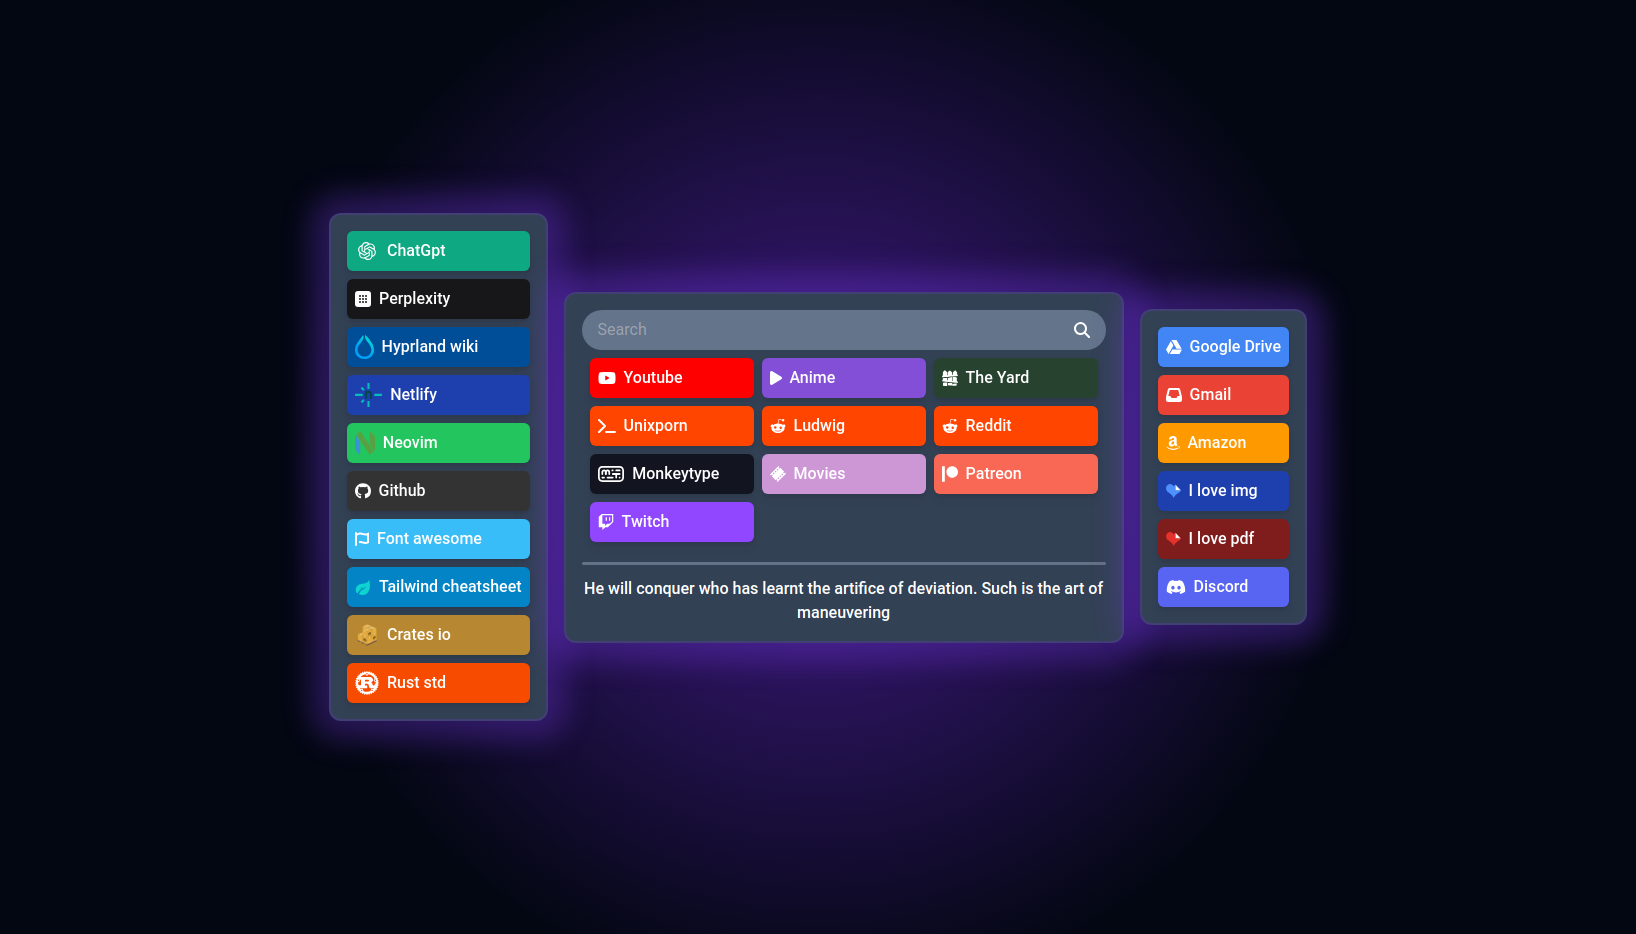 ChatGpt
Perplexity
Hyprland wiki
Netlify
Neovim
Github
Font awesome
Tailwind cheatsheet
Crates io
Rust std
Search
Youtube
Anime
The Yard
Unixporn
Ludwig
Reddit
Monkeytype
Movies
Patreon
Twitch
He will conquer who has learnt the artifice of deviation. Such is the art of
maneuvering
Google Drive
Gmail
Amazon
I love img
I love pdf
Discord